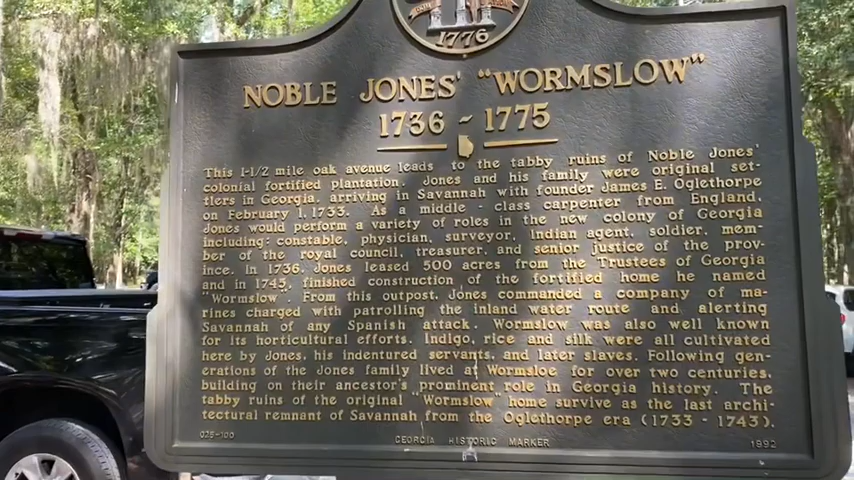 1776
NOBLE JONES' "WORMSLOW"
1736 - 1775
This 1-1/2 mile oak avenue leads to the tabby ruins of Noble Jones'
colonial fortified plantation. Jones and his family were original set-
tlers in Georgia, arriving in Savannah with founder James E. Oglethorpe
on February 1, 1733. As a middle-class carpenter from England,
Jones would perform a variety of roles in the new colony of Georgia
including: constable, physician, surveyor, Indian agent, soldier, mem-
ber of the royal council, treasurer, and senior justice of the prov-
ince. In 1736, Jones leased 500 acres from the Trustees of Georgia
and in 1745, finished construction of the fortified home he named
"Wormslow". From this outpost, Jones commanded a company of ma-
rines charged with patrolling the inland water route and alerting
Savannah of any Spanish attack. Wormslow was also well known
for its horticultural efforts. Indigo, rice and silk were all cultivated
here by Jones, his indentured servants, and later slaves. Following gen-
erations of the Jones family lived at Wormsloe for over two centuries,
building on their ancestor's prominent role in Georgia history. The
tabby ruins of the original "Wormslow" home survive as the last archi-
tectural remnant of Savannah from the Oglethorpe era (1733 - 1743).
025-100 GEORGIA HISTORIC MARKER 1992